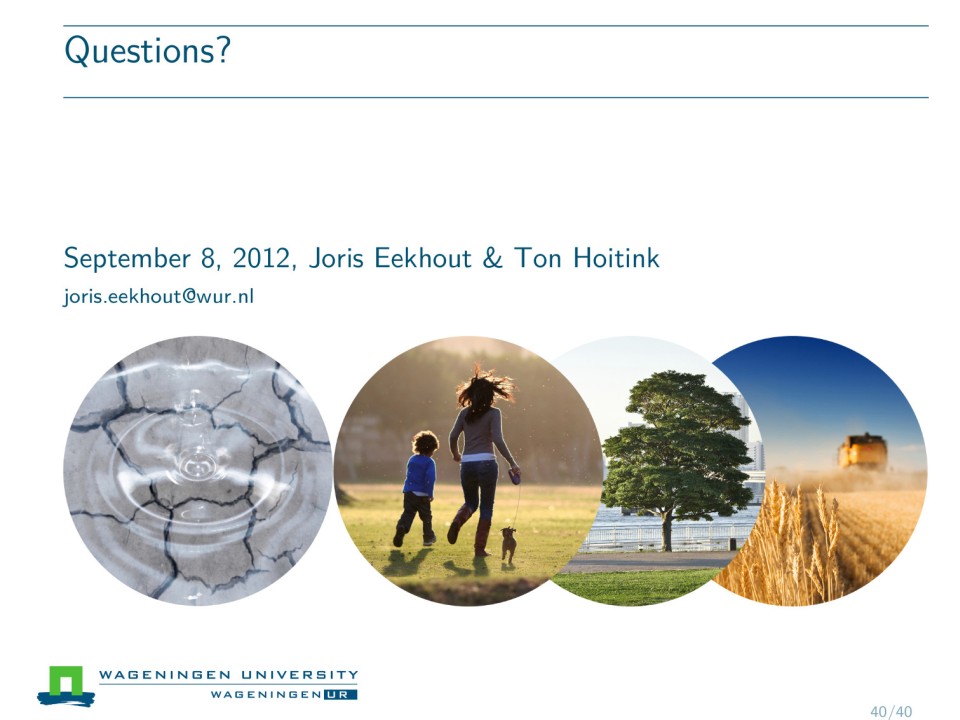 Questions?
September 8, 2012, Joris Eekhout & Ton Hoitink
joris.eekhout@wur.nl
WAGENINGEN UNIVERSITY
WAGENINGEN UR
40/40